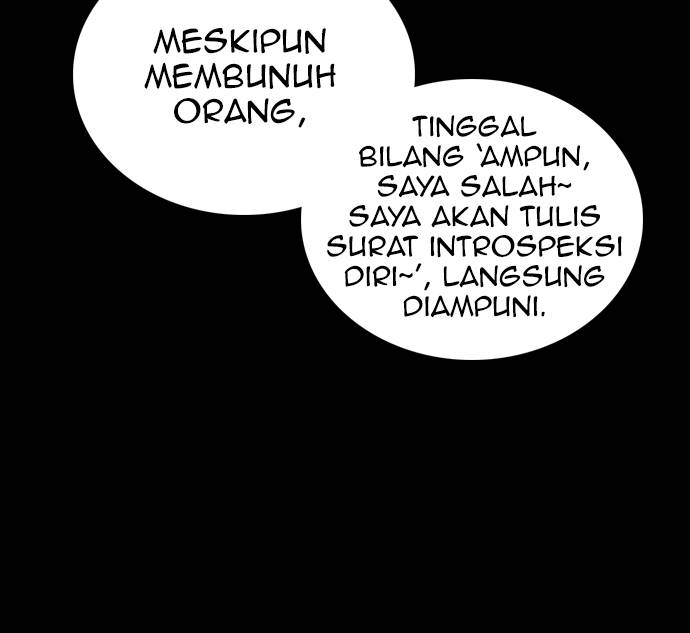 MESKIPUN
MEMBUNUH
ORANG,
TINGGAL
BILANG 'AMPUN,
SAYA SALAH~
SAYA AKAN TULIS
SURAT INTROSPEKSI
DIRI~', LANGSUNG
DIAMPUNI.